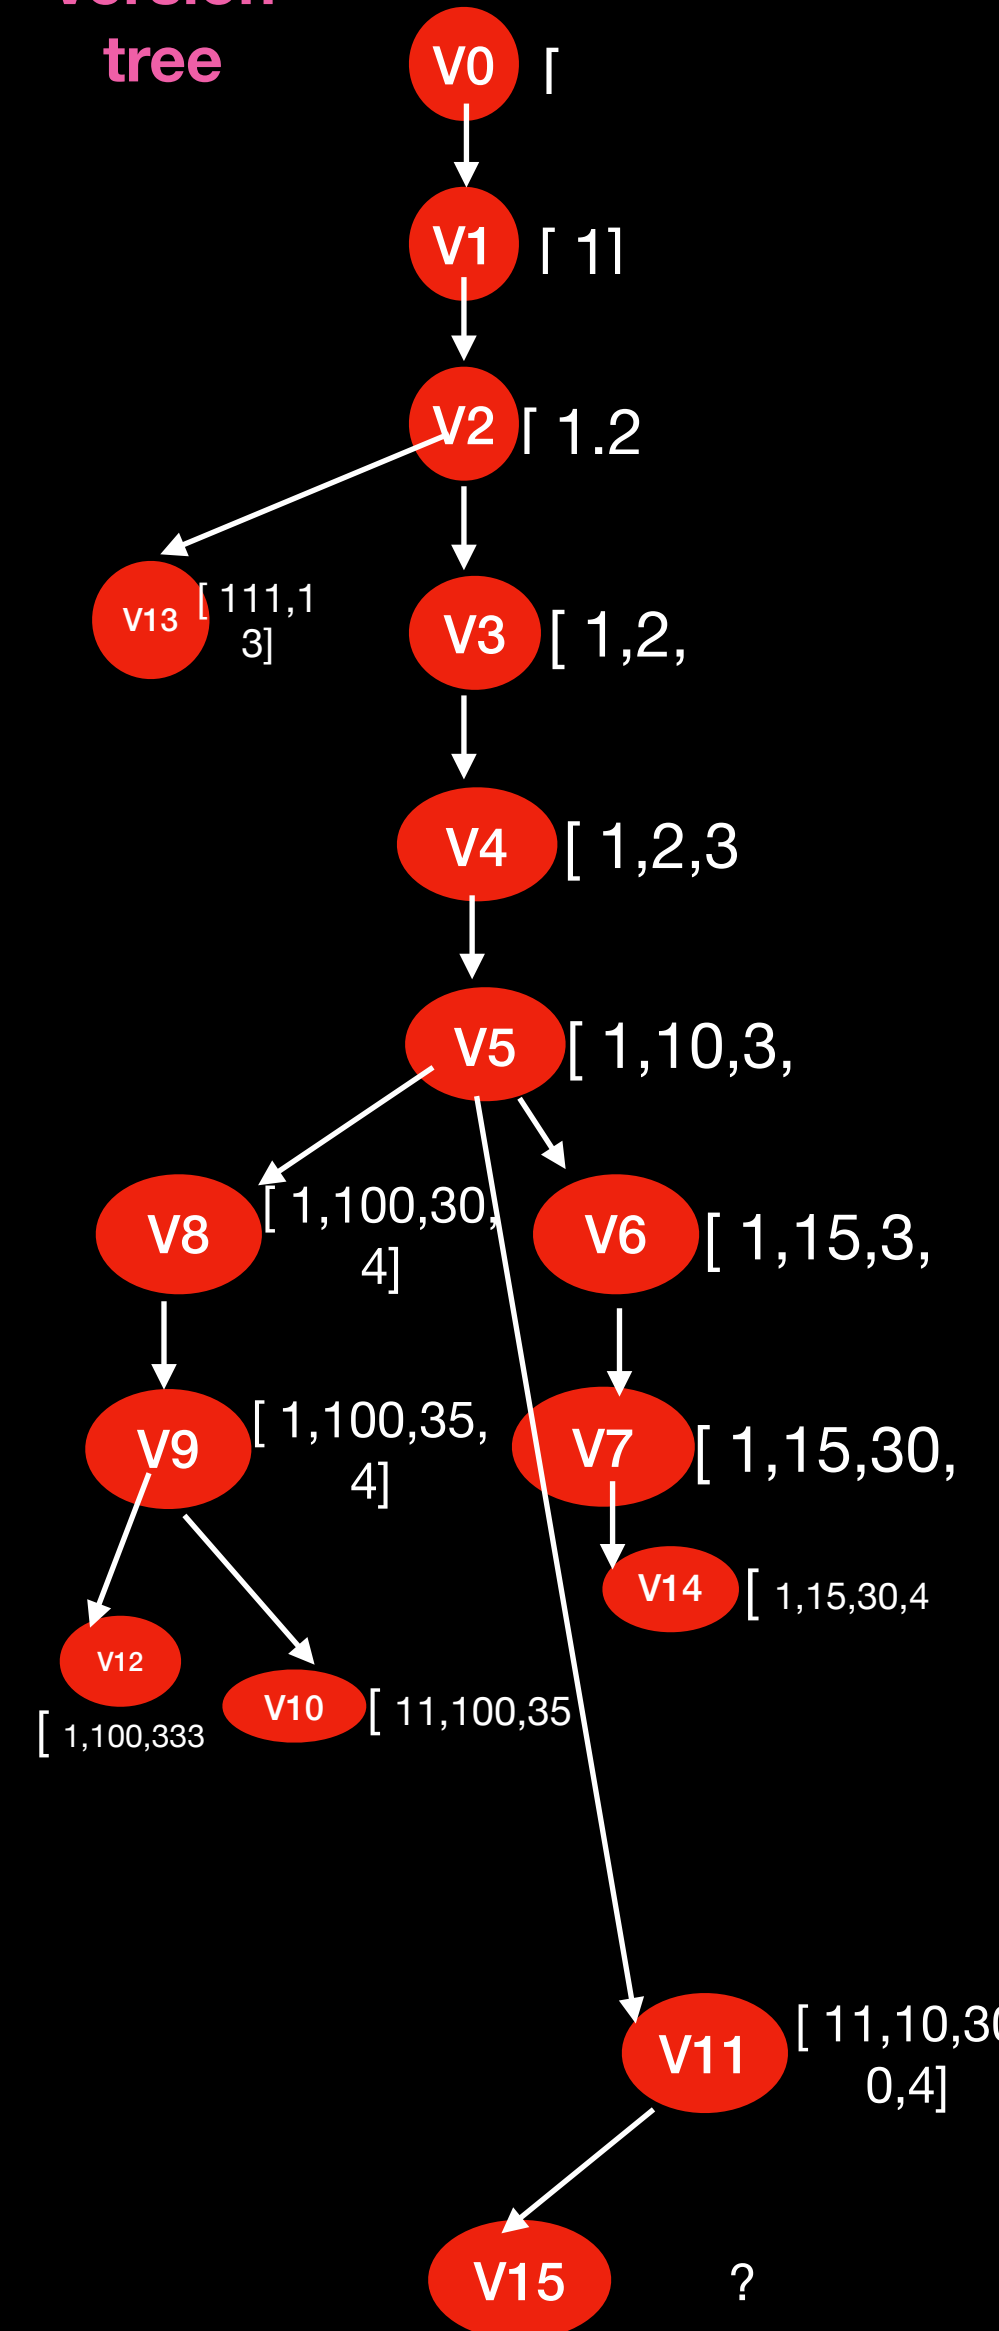 version
tree
V0 [
V1 [ 1]
V2 [ 1.2
V13 [ 111,1
3]
V3 [ 1,2,
V4 [ 1,2,3
V5 [ 1,10,3,
V8 [ 1,100,30,
4]
V6 [ 1,15,3,
V9 [ 1,100,35,
4]
V7 [ 1,15,30,
V14 [ 1,15,30,4
V12
[ 1,100,333
V10 [ 11,100,35
V11 [ 11,10,30
0,4]
V15 ?